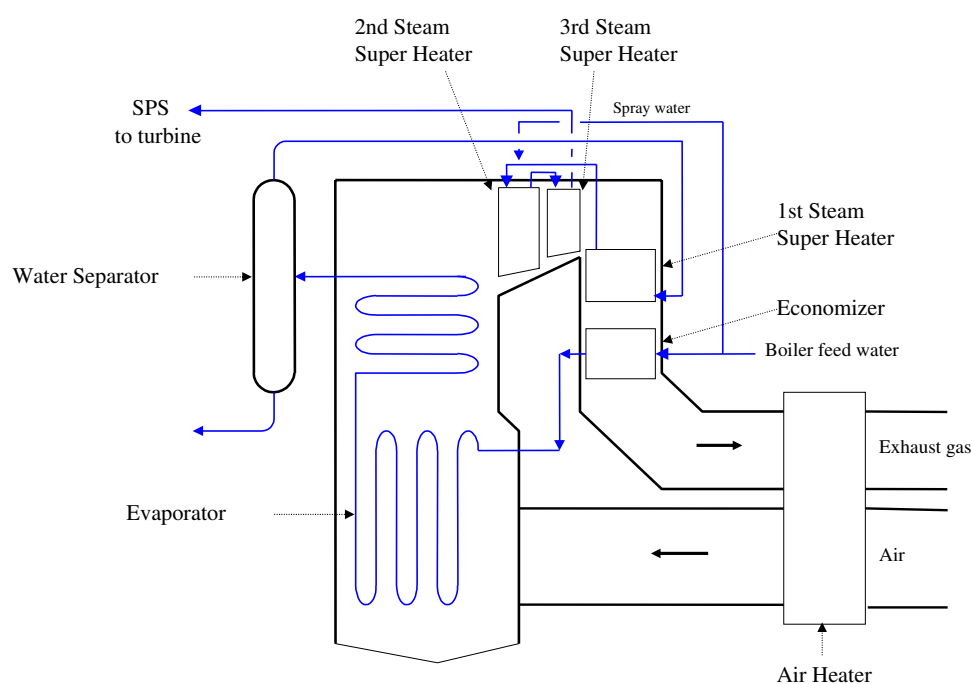 2nd Steam
Super Heater
3rd Steam
Super Heater
SPS
to turbine
Spray water
1st Steam
Super Heater
Water Separator
Economizer
Boiler feed water
Exhaust gas
Evaporator
Air
Air Heater